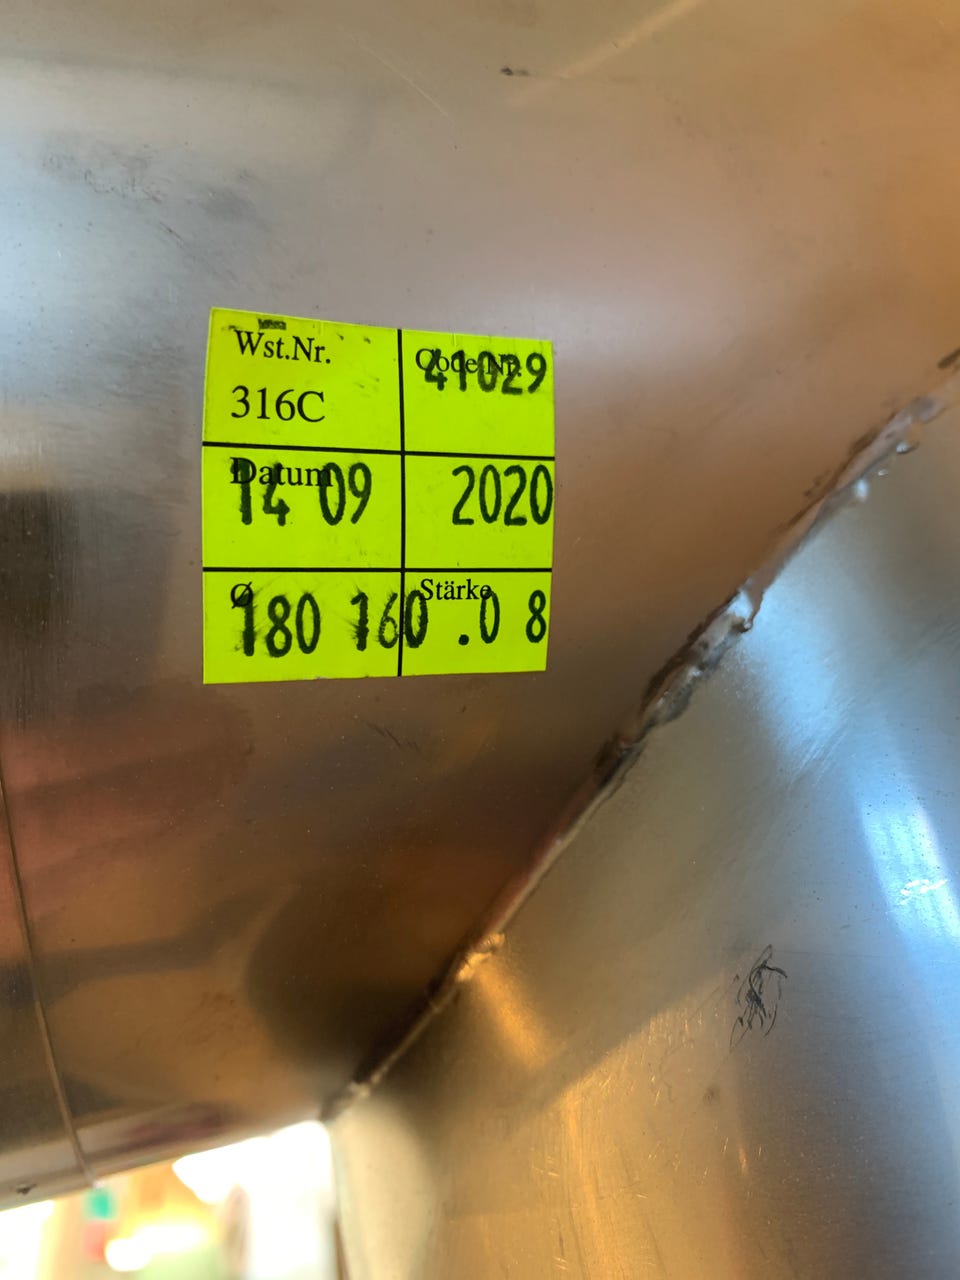 Wst.Nr. Code Nr.
316C 41029
Datum
14 09 2020
Ø Stärke
180 160 .0 8